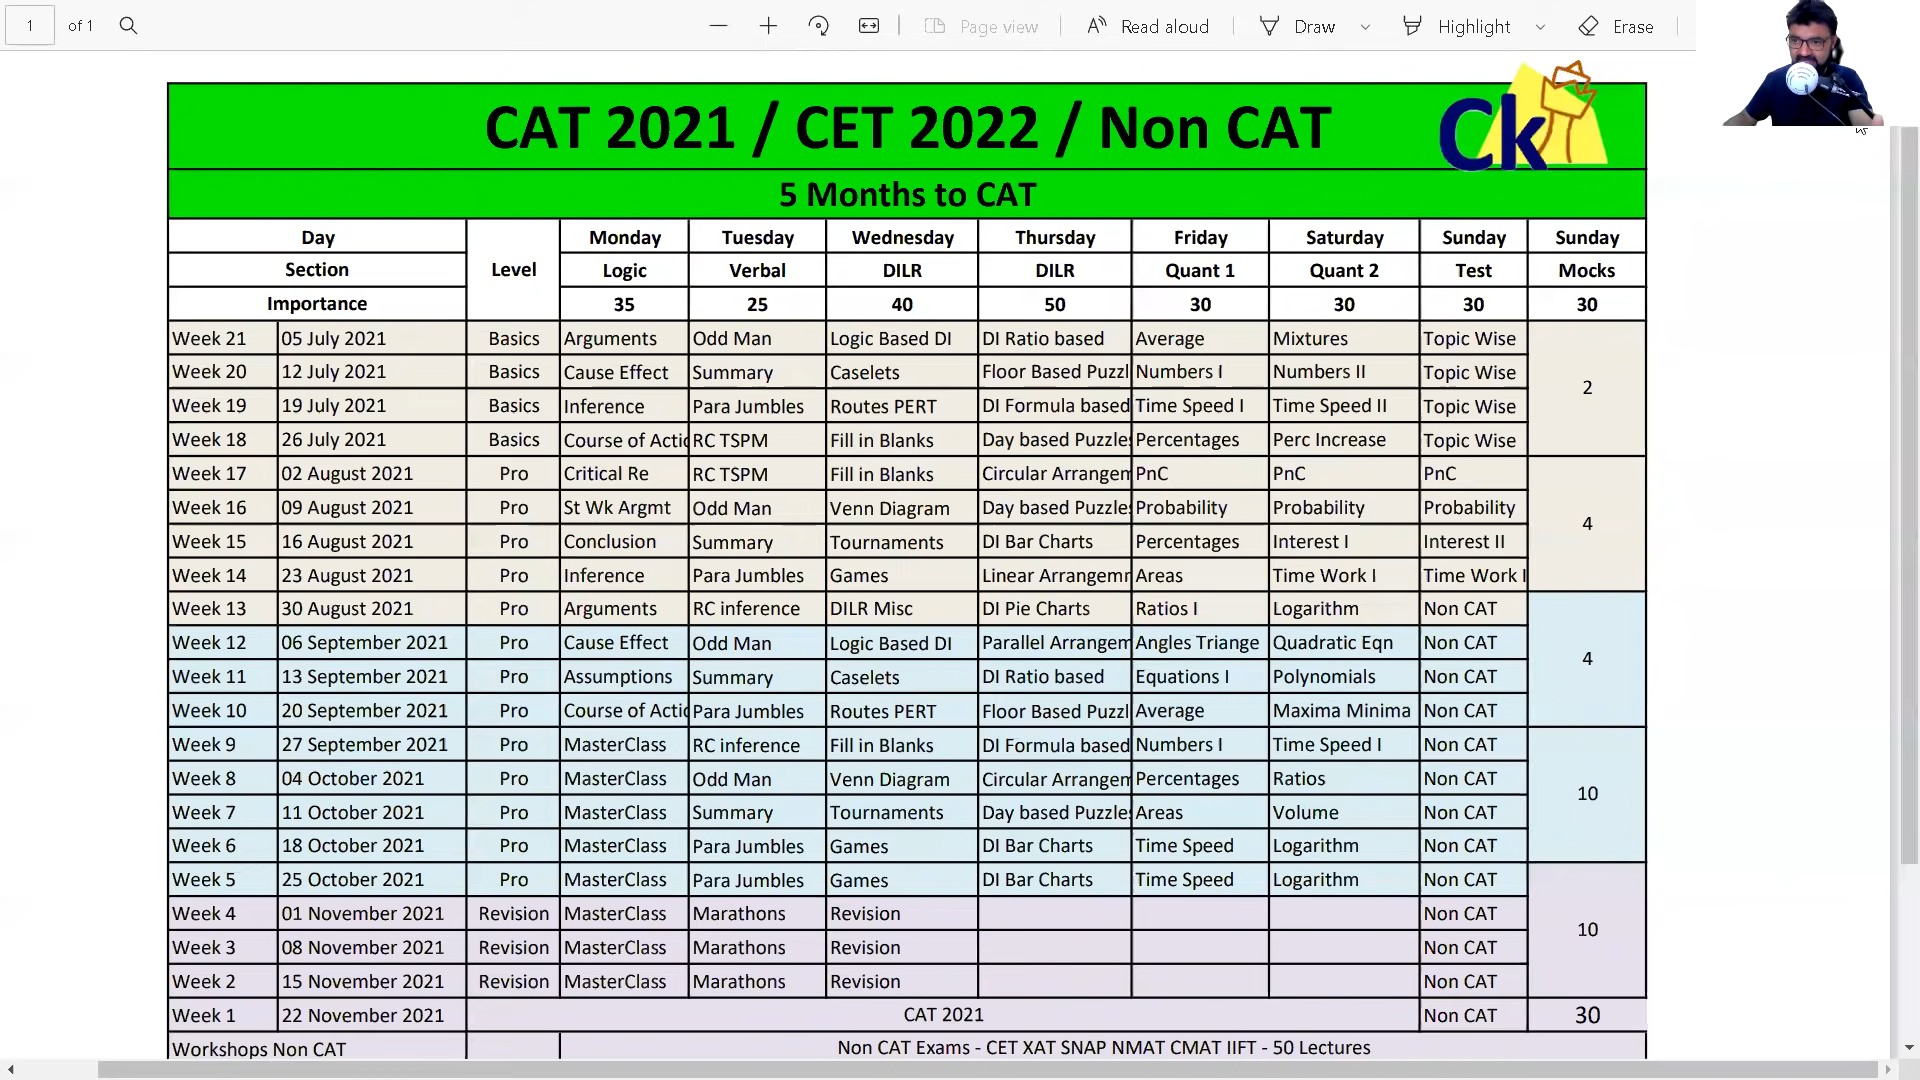 1 of 1 Page view Read aloud Draw Highlight Erase
CAT 2021 / CET 2022 / Non CAT Ck
5 Months to CAT
Day Level Monday Tuesday Wednesday Thursday Friday Saturday Sunday Sunday
Section Logic Verbal DILR DILR Quant 1 Quant 2 Test Mocks
Importance 35 25 40 50 30 30 30 30
Week 21 05 July 2021 Basics Arguments Odd Man Logic Based DI DI Ratio based Average Mixtures Topic Wise 2
Week 20 12 July 2021 Basics Cause Effect Summary Caselets Floor Based Puzzl Numbers I Numbers II Topic Wise
Week 19 19 July 2021 Basics Inference Para Jumbles Routes PERT DI Formula based Time Speed I Time Speed II Topic Wise
Week 18 26 July 2021 Basics Course of Actic RC TSPM Fill in Blanks Day based Puzzles Percentages Perc Increase Topic Wise
Week 17 02 August 2021 Pro Critical Re RC TSPM Fill in Blanks Circular Arrangem PnC PnC PnC 4
Week 16 09 August 2021 Pro St Wk Argmt Odd Man Venn Diagram Day based Puzzles Probability Probability Probability
Week 15 16 August 2021 Pro Conclusion Summary Tournaments DI Bar Charts Percentages Interest I Interest II
Week 14 23 August 2021 Pro Inference Para Jumbles Games Linear Arrangemr Areas Time Work I Time Work I
Week 13 30 August 2021 Pro Arguments RC inference DILR Misc DI Pie Charts Ratios I Logarithm Non CAT 4
Week 12 06 September 2021 Pro Cause Effect Odd Man Logic Based DI Parallel Arrangem Angles Triange Quadratic Eqn Non CAT
Week 11 13 September 2021 Pro Assumptions Summary Caselets DI Ratio based Equations I Polynomials Non CAT
Week 10 20 September 2021 Pro Course of Actic Para Jumbles Routes PERT Floor Based Puzzl Average Maxima Minima Non CAT
Week 9 27 September 2021 Pro MasterClass RC inference Fill in Blanks DI Formula based Numbers I Time Speed I Non CAT 10
Week 8 04 October 2021 Pro MasterClass Odd Man Venn Diagram Circular Arrangem Percentages Ratios Non CAT
Week 7 11 October 2021 Pro MasterClass Summary Tournaments Day based Puzzles Areas Volume Non CAT
Week 6 18 October 2021 Pro MasterClass Para Jumbles Games DI Bar Charts Time Speed Logarithm Non CAT
Week 5 25 October 2021 Pro MasterClass Para Jumbles Games DI Bar Charts Time Speed Logarithm Non CAT 10
Week 4 01 November 2021 Revision MasterClass Marathons Revision Non CAT
Week 3 08 November 2021 Revision MasterClass Marathons Revision Non CAT
Week 2 15 November 2021 Revision MasterClass Marathons Revision Non CAT
Week 1 22 November 2021 CAT 2021 Non CAT 30
Workshops Non CAT Non CAT Exams - CET XAT SNAP NMAT CMAT IIFT - 50 Lectures